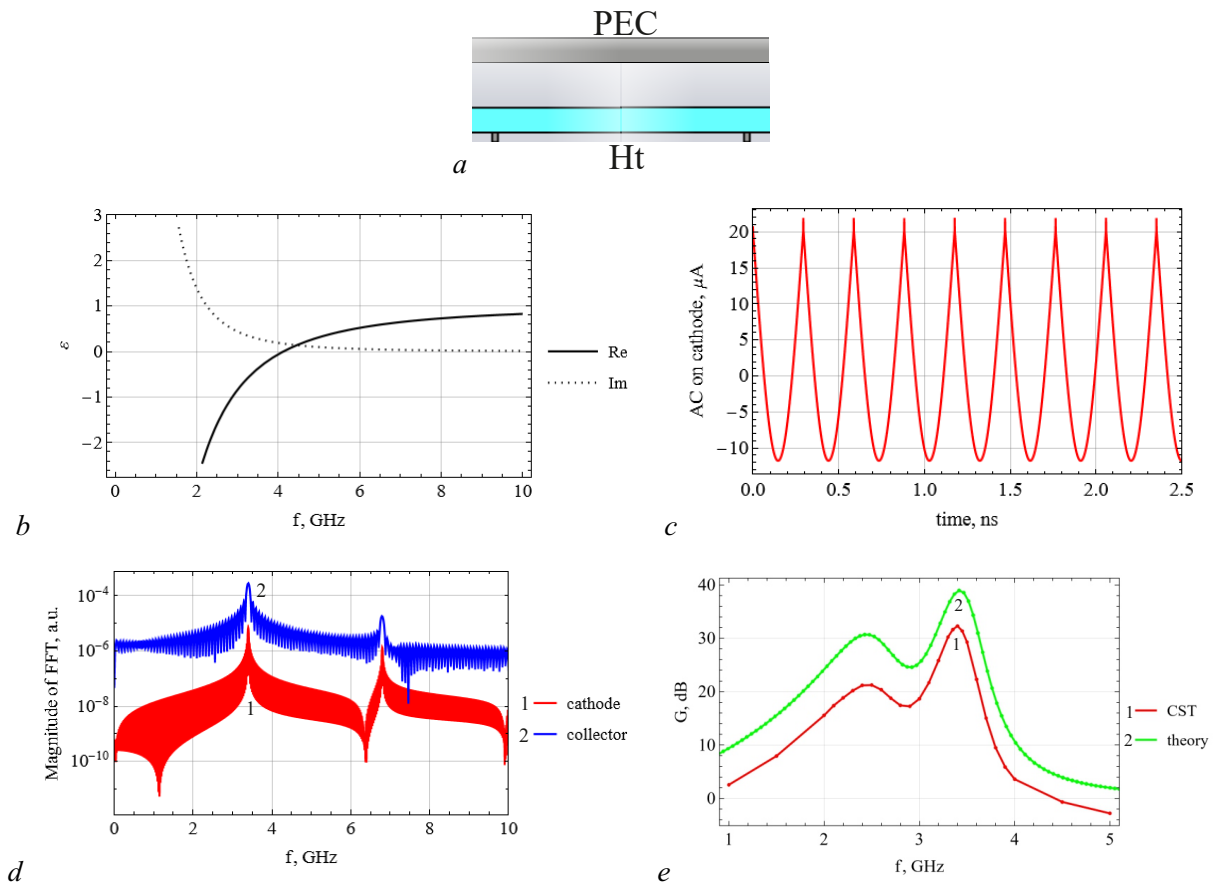 PEC
Ht
a
3
2
1
0
−1
−2
ε
0 2 4 6 8 10
f, GHz
Re
Im
b
20
15
10
5
0
−5
−10
AC on cathode, μA
0.0 0.5 1.0 1.5 2.0 2.5
time, ns
c
10⁻⁴
10⁻⁶
10⁻⁸
10⁻¹⁰
Magnitude of FFT, a.u.
2
1
0 2 4 6 8 10
f, GHz
1 cathode
2 collector
d
40
30
20
10
0
G, dB
2
1
1 2 3 4 5
f, GHz
1 CST
2 theory
e